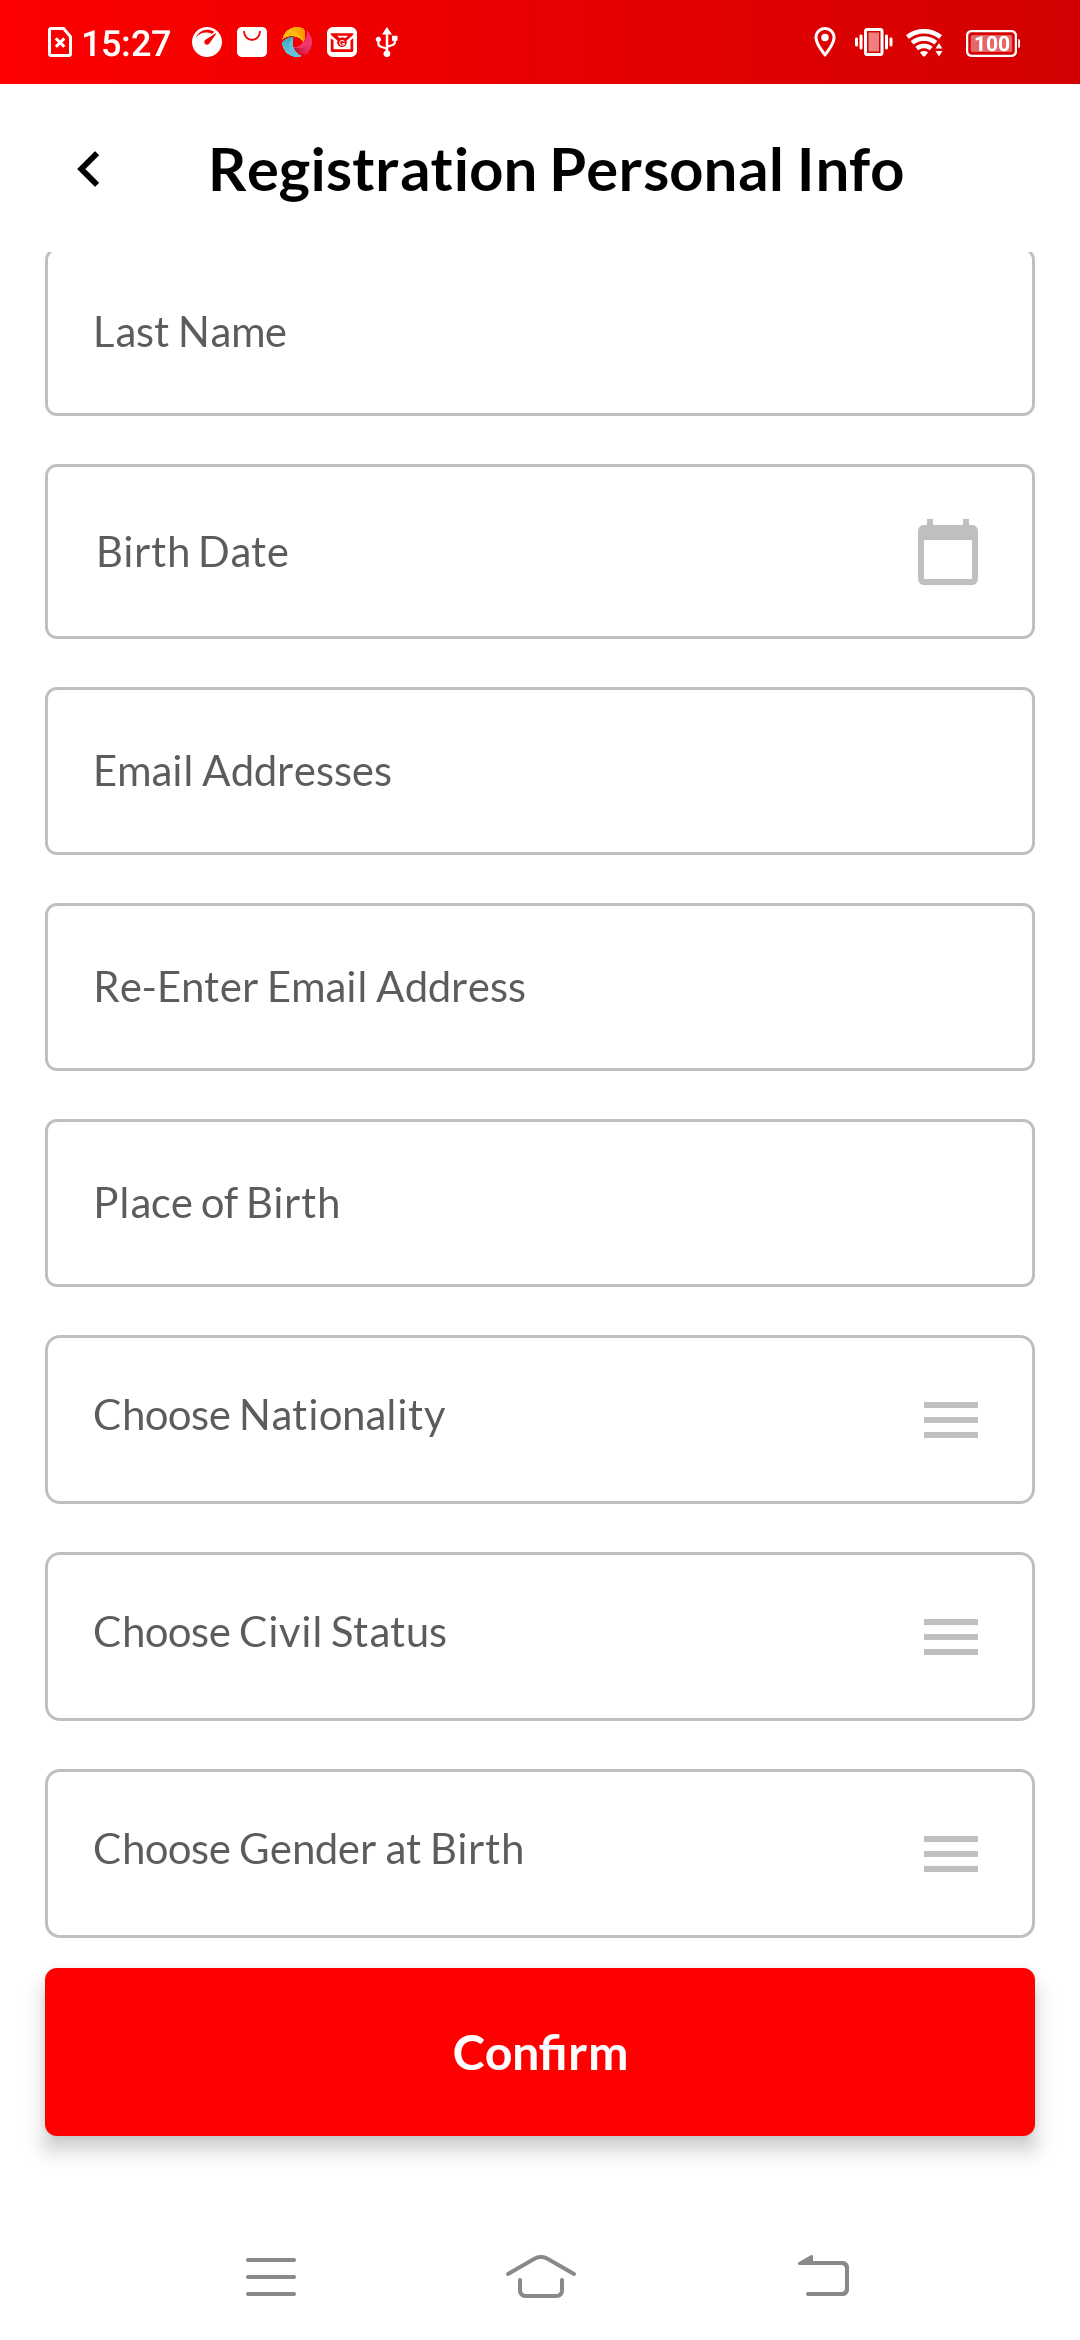 15:27
100
Registration Personal Info
Last Name
Birth Date
Email Addresses
Re-Enter Email Address
Place of Birth
Choose Nationality
Choose Civil Status
Choose Gender at Birth
Confirm